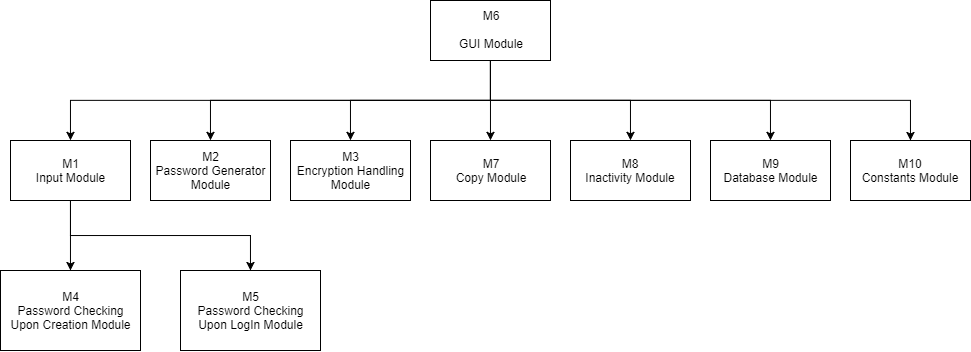 M6
GUI Module
M1
Input Module
M2
Password Generator
Module
M3
Encryption Handling
Module
M7
Copy Module
M8
Inactivity Module
M9
Database Module
M10
Constants Module
M4
Password Checking
Upon Creation Module
M5
Password Checking
Upon LogIn Module